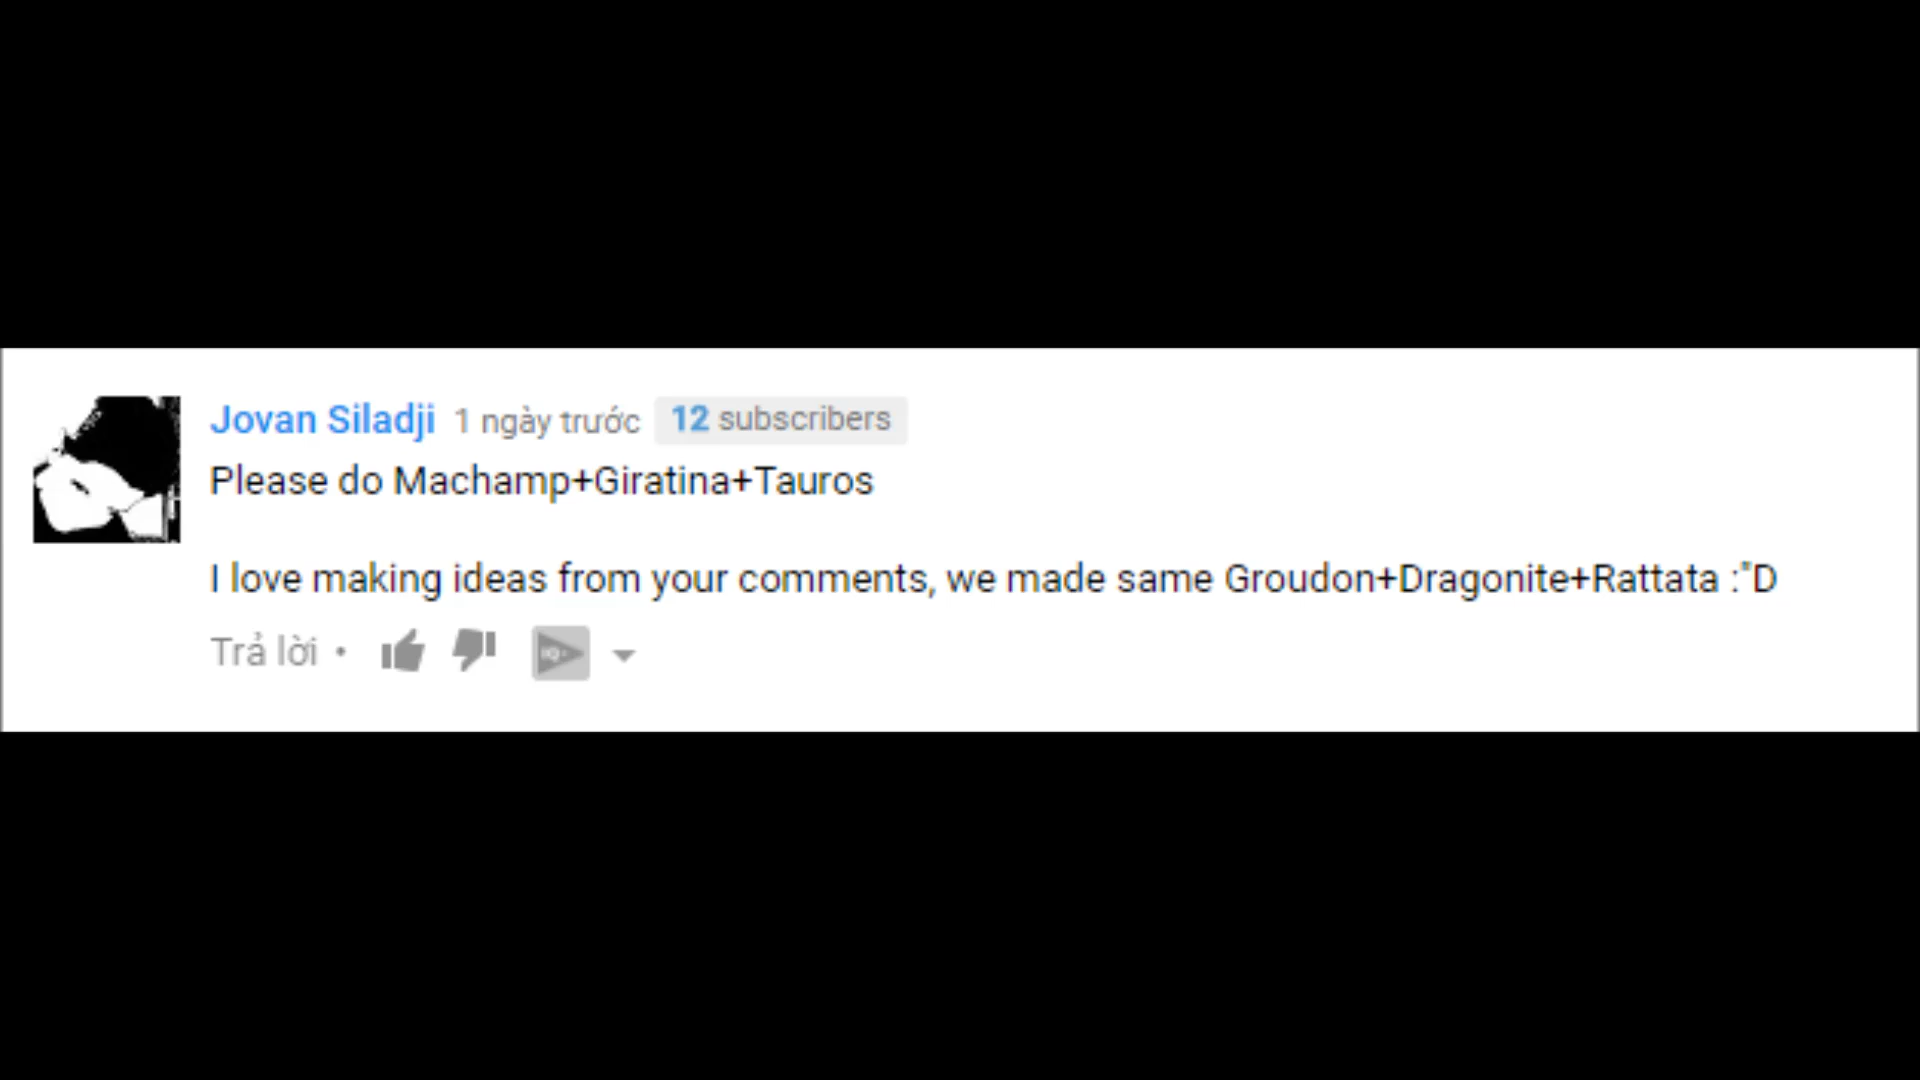 Jovan Siladji 1 ngày trước 12 subscribers
Please do Machamp+Giratina+Tauros
I love making ideas from your comments, we made same Groudon+Dragonite+Rattata :"D
Trả lời •